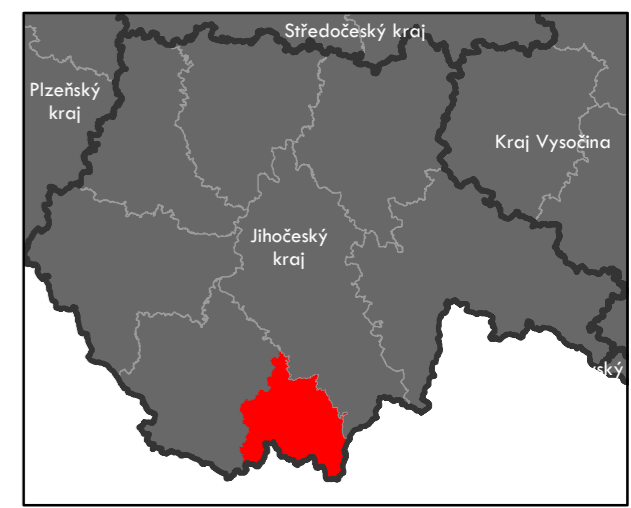 Středočeský kraj
Plzeňský
kraj
Kraj Vysočina
Jihočeský
kraj